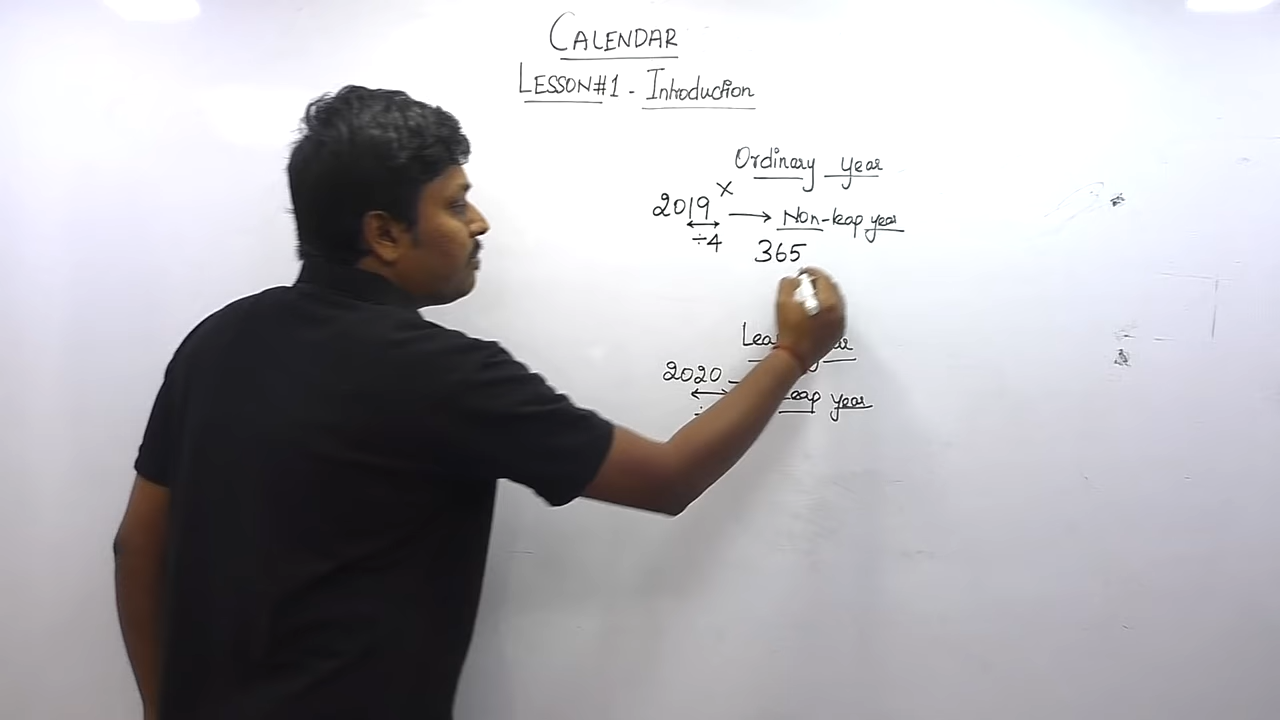 CALENDAR
LESSON#1 - Introduction
Ordinary year
2019 x → Non-leap year
÷4 365
2020
year
÷